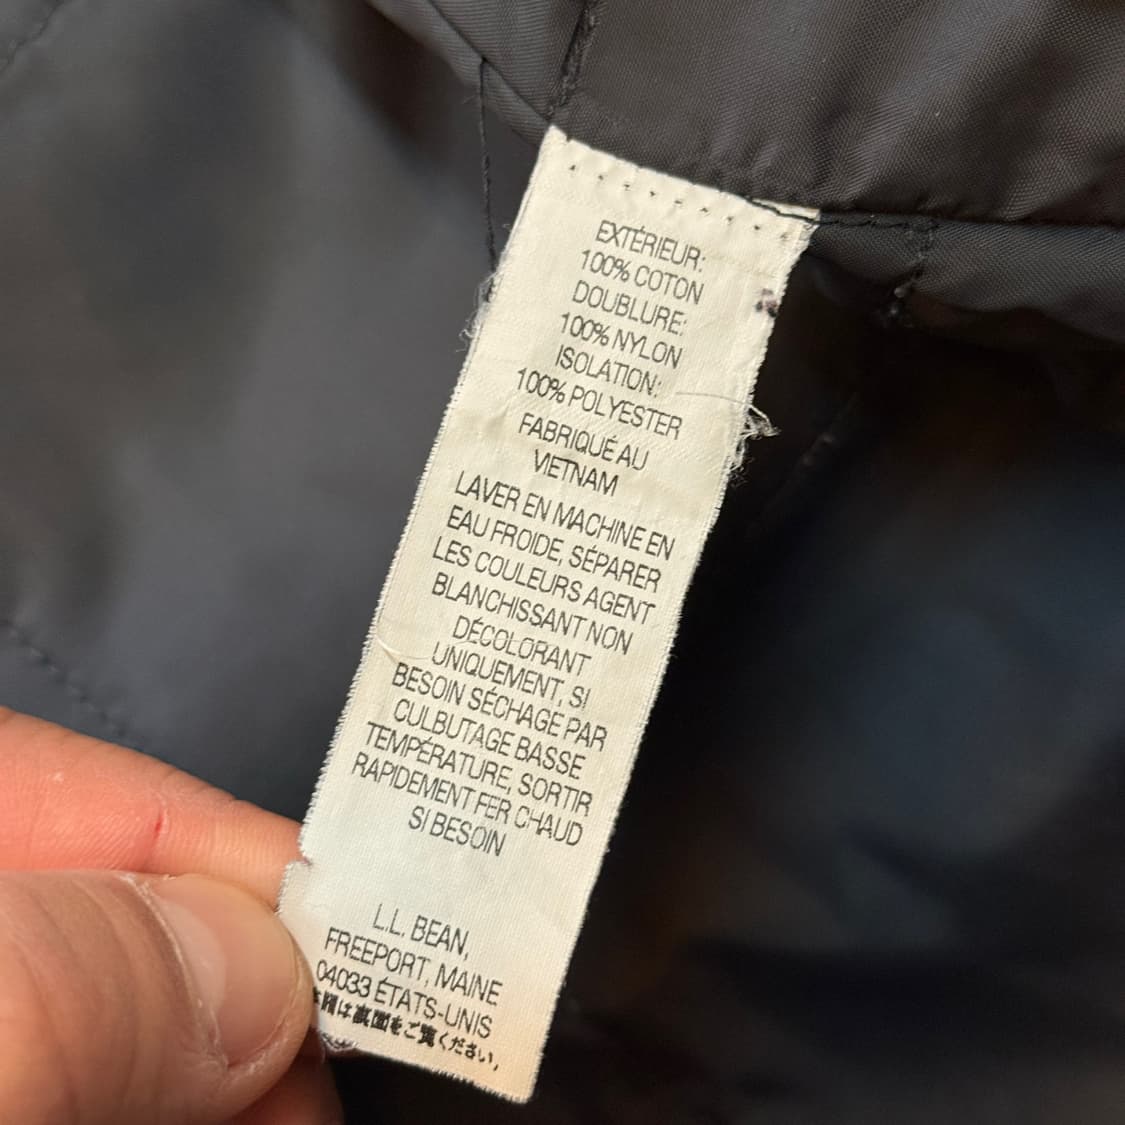 EXTÉRIEUR:
100% COTON
DOUBLURE:
100% NYLON
ISOLATION:
100% POLYESTER
FABRIQUÉ AU
VIETNAM
LAVER EN MACHINE EN
EAU FROIDE, SÉPARER
LES COULEURS AGENT
BLANCHISSANT NON
DÉCOLORANT
UNIQUEMENT, SI
BESOIN SÉCHAGE PAR
CULBUTAGE BASSE
TEMPÉRATURE, SORTIR
RAPIDEMENT FER CHAUD
SI BESOIN
L.L. BEAN,
FREEPORT, MAINE
04033 ÉTATS-UNIS
は裏面をご覧ください,